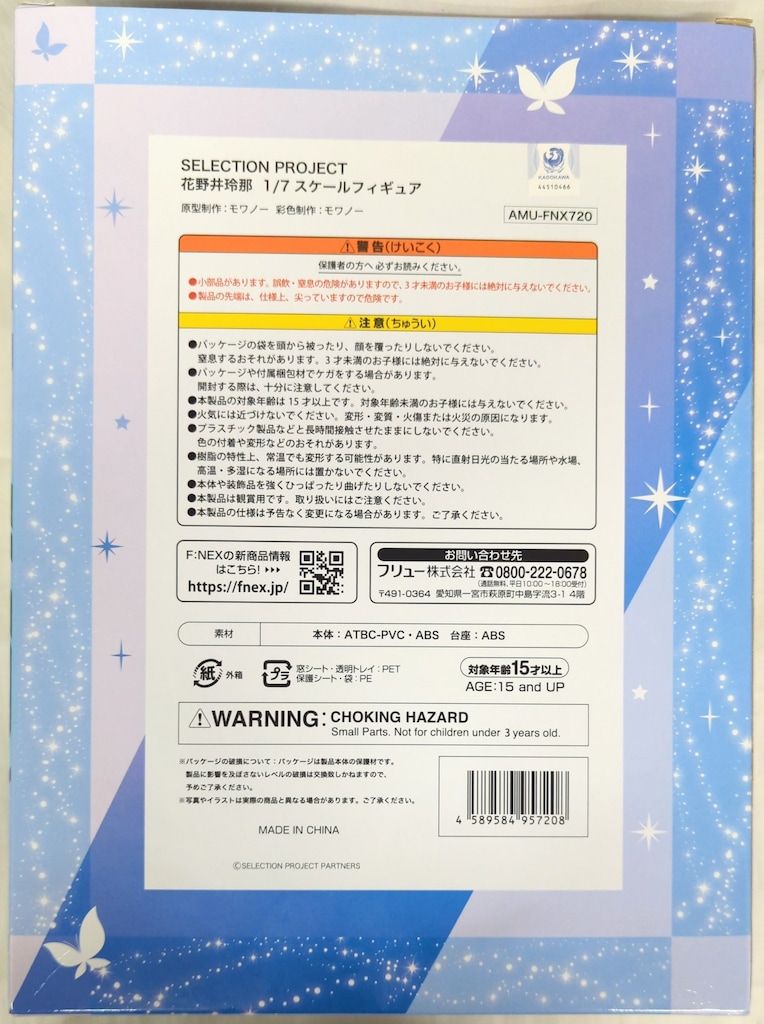 SELECTION PROJECT
花野井玲那 1/7 スケールフィギュア
原型制作：モワノー 彩色制作：モワノー
KADOKAWA
44510466
AMU-FNX720
⚠警告(けいこく)
保護者の方へ 必ずお読みください。
●小部品があります。誤飲・窒息の危険がありますので、3才未満のお子様には絶対に与えないでください。
●製品の先端は、仕様上、尖っていますので危険です。
⚠注意(ちゅうい)
●パッケージの袋を頭から被ったり、顔を覆ったりしないでください。
窒息するおそれがあります。3才未満のお子様には絶対に与えないでください。
●パッケージや付属梱包材でケガをする場合があります。
開封する際は、十分に注意してください。
●本製品の対象年齢は15才以上です。対象年齢未満のお子様には与えないでください。
●火気には近づけないでください。変形・変質・火傷または火災の原因になります。
●プラスチック製品などと長時間接触させたままにしないでください。
色の付着や変形などのおそれがあります。
●樹脂の特性上、常温でも変形する可能性があります。特に直射日光の当たる場所や水場、
高温・多湿になる場所には置かないでください。
●本体や装飾品を強くひっぱったり曲げたりしないでください。
●本製品は観賞用です。取り扱いにはご注意ください。
●本製品の仕様は予告なく変更になる場合があります。ご了承ください。
F:NEXの新商品情報
はこちら! ▸▸▸
https://fnex.jp/
お問い合わせ先
フリュー株式会社 ☎0800-222-0678
(通話無料、平日10:00～18:00受付)
〒491-0364 愛知県一宮市萩原町中島字流3-1 4階
素材 本体：ATBC-PVC・ABS 台座：ABS
紙 外箱
プラ 窓シート・透明トレイ：PET
保護シート・袋：PE
対象年齢15才以上
AGE:15 and UP
⚠WARNING: CHOKING HAZARD
Small Parts. Not for children under 3 years old.
※パッケージの破損について：パッケージは製品本体の保護材です。
製品に影響を及ぼさないレベルの破損は交換致しかねますので、
予めご了承ください。
※写真やイラストは実際の商品と異なる場合があります。ご了承ください。
4 589584 957208
MADE IN CHINA
©SELECTION PROJECT PARTNERS